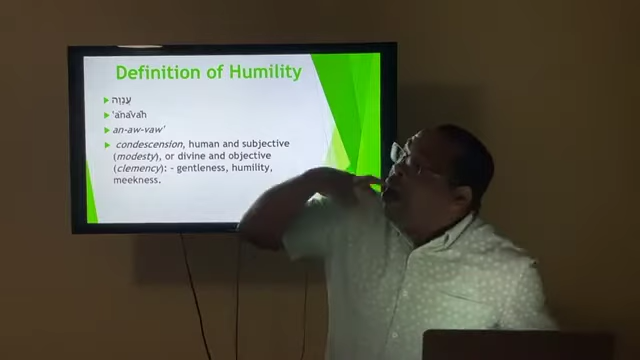 Definition of Humility
עֲנָוָה
‛ănâvâh
an-aw-vaw'
condescension, human and subjective
(modesty), or divine and objective
(clemency): - gentleness, humility,
meekness.